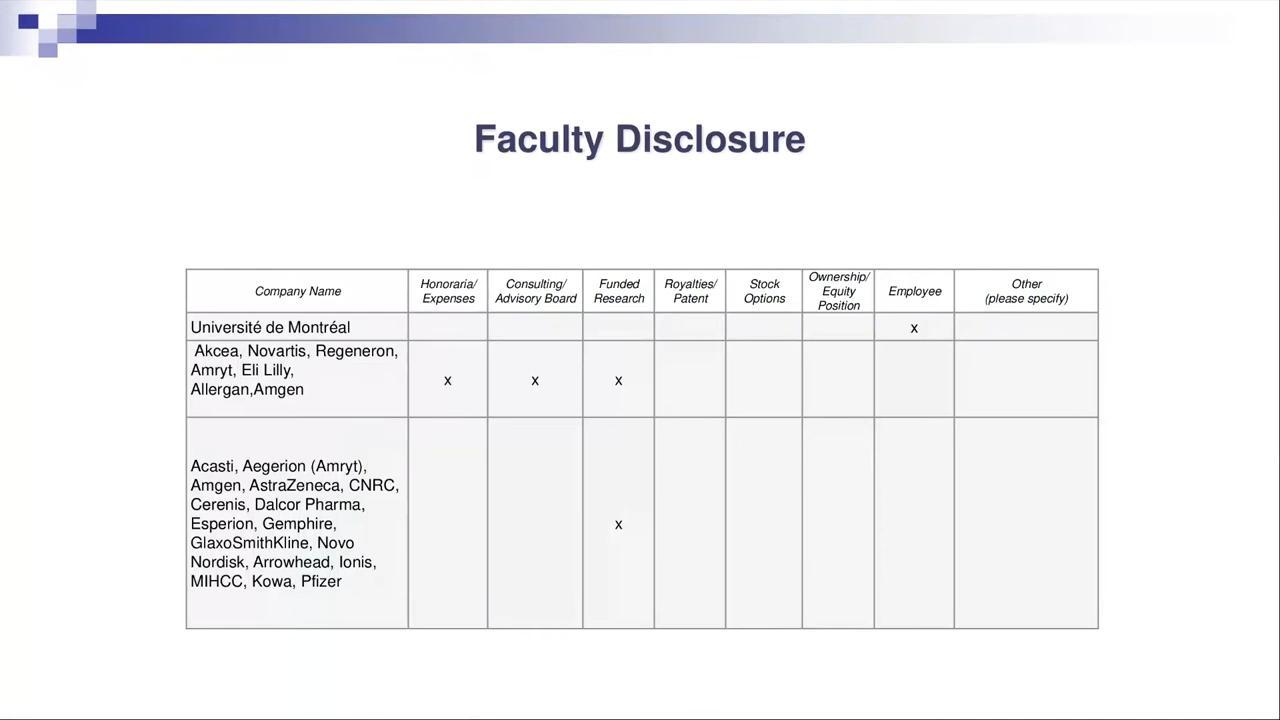 Faculty Disclosure
Company Name
Honoraria/
Expenses
Consulting/
Advisory Board
Funded
Research
Royalties/
Patent
Stock
Options
Ownership/
Equity
Position
Employee
Other
(please specify)
Université de Montréal
x
Akcea, Novartis, Regeneron,
Amryt, Eli Lilly,
Allergan,Amgen
x
x
x
Acasti, Aegerion (Amryt),
Amgen, AstraZeneca, CNRC,
Cerenis, Dalcor Pharma,
Esperion, Gemphire,
GlaxoSmithKline, Novo
Nordisk, Arrowhead, Ionis,
MIHCC, Kowa, Pfizer
x